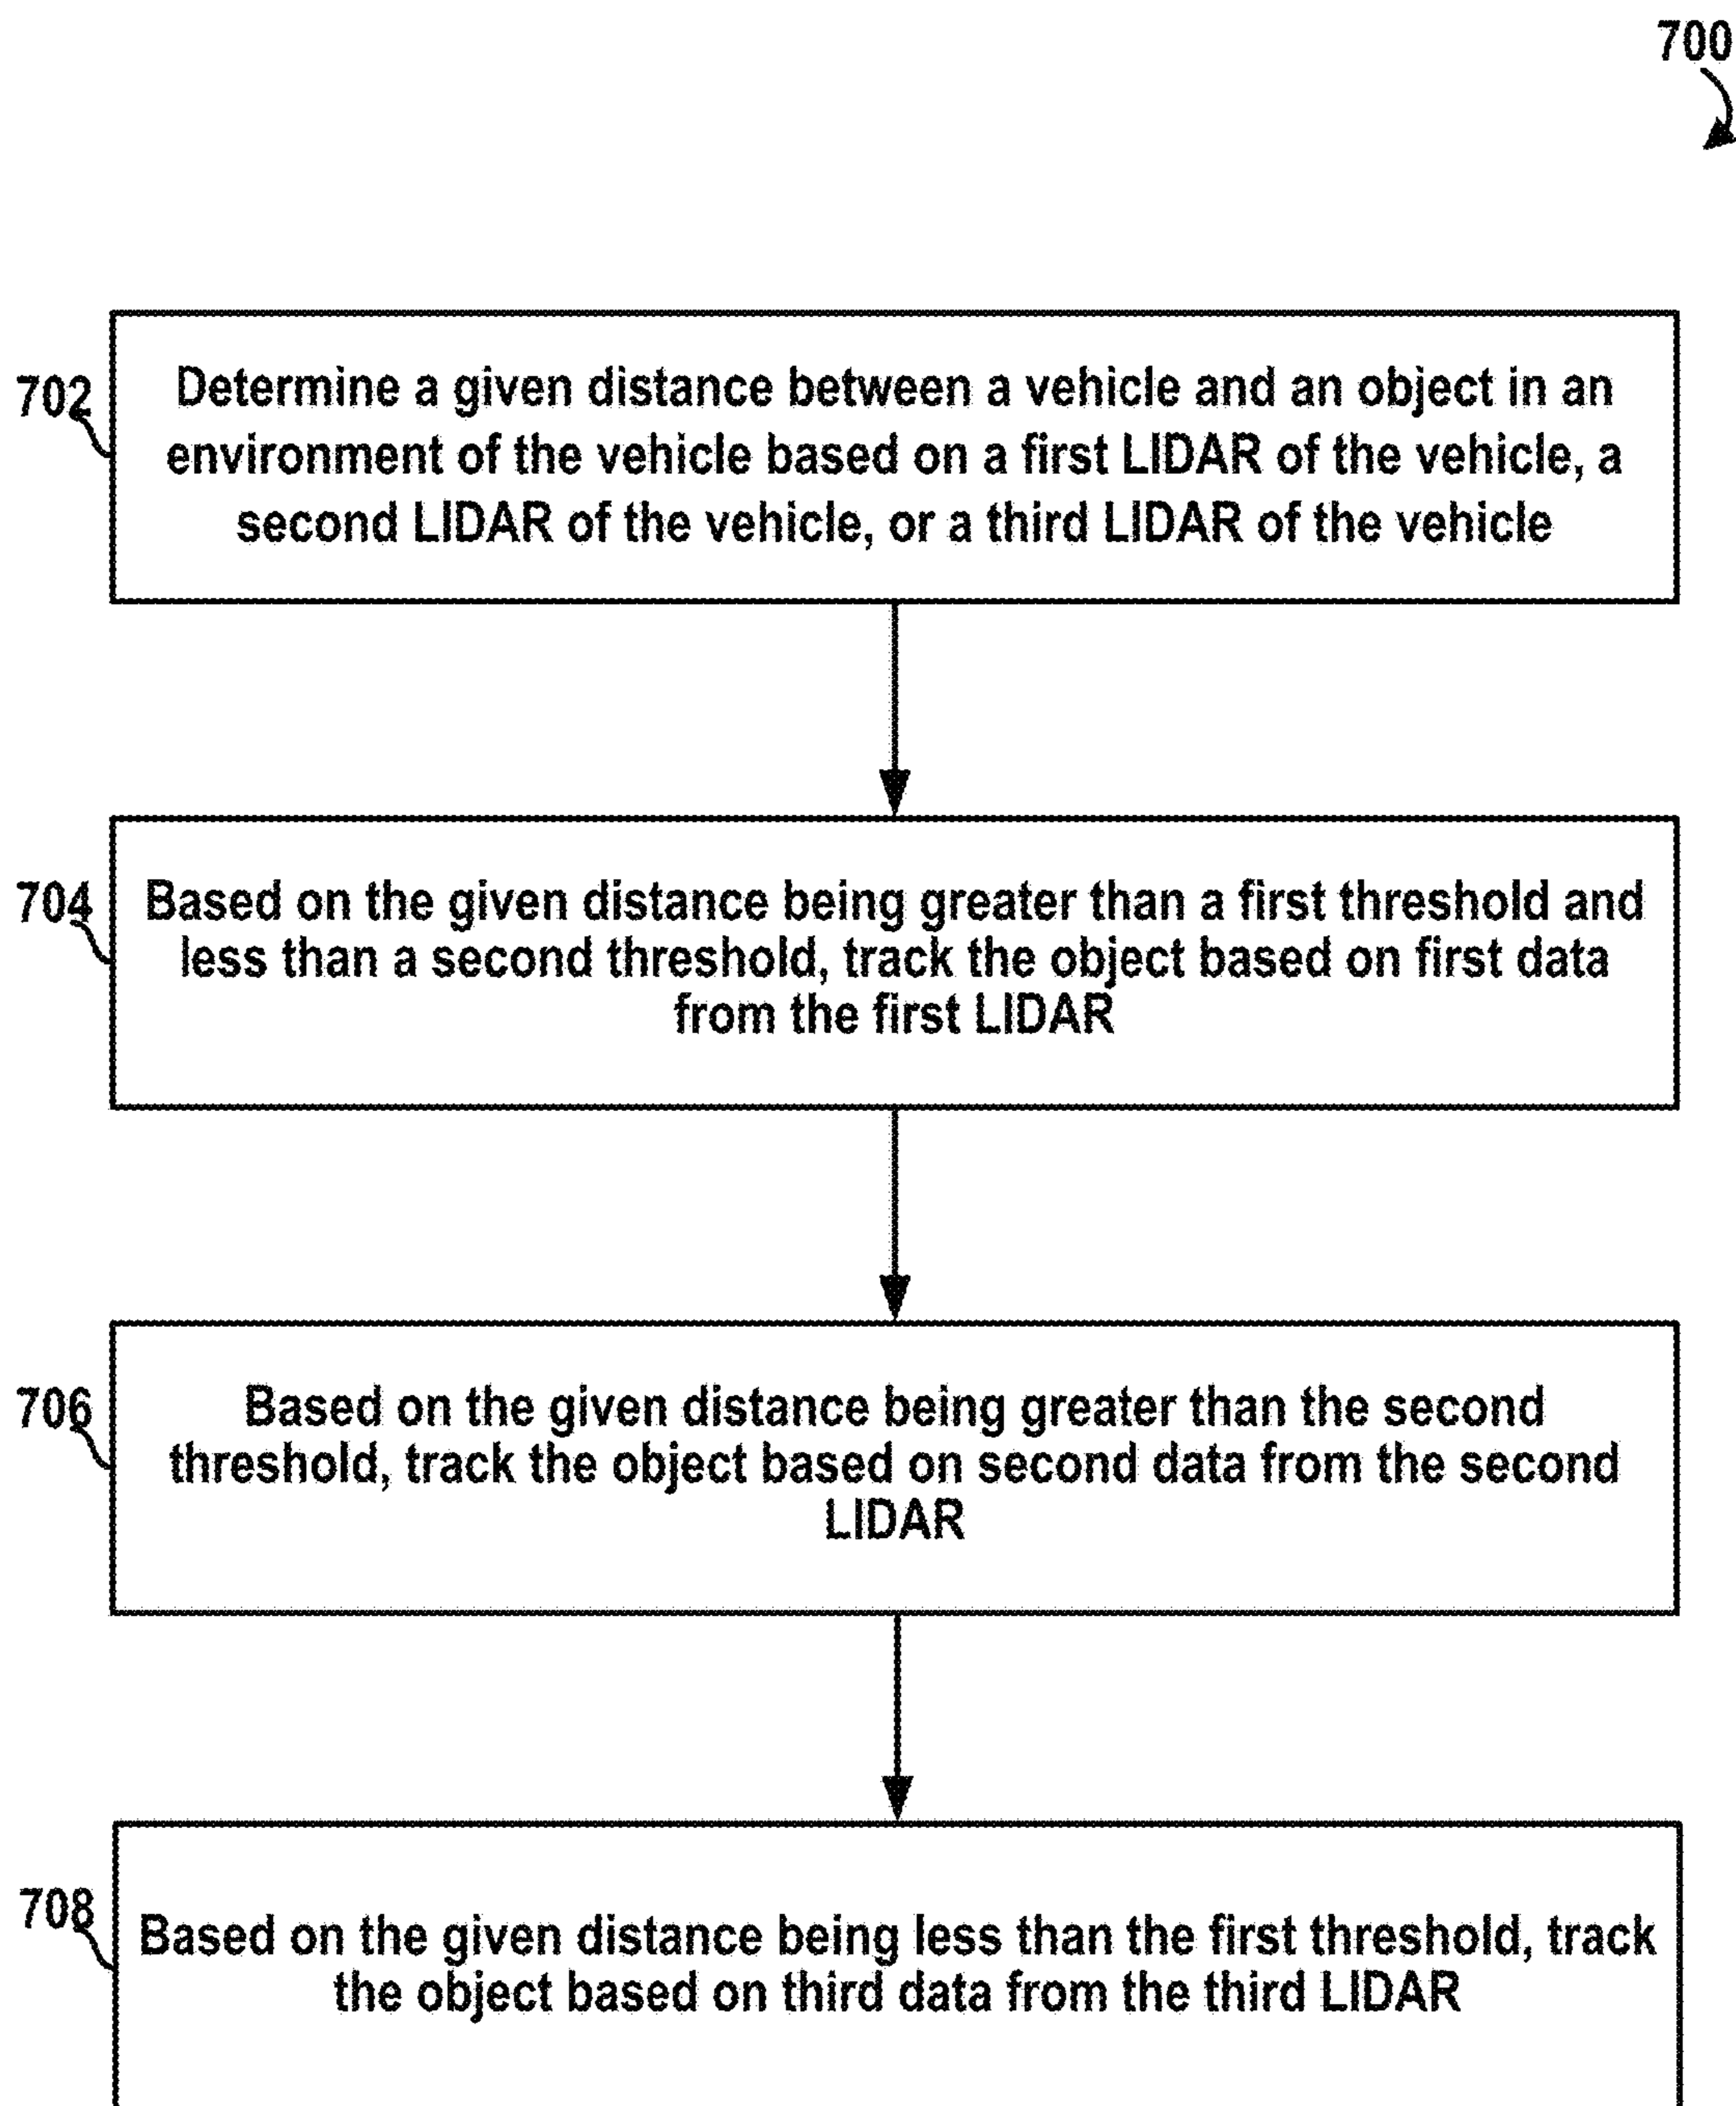 700
702
Determine a given distance between a vehicle and an object in an
environment of the vehicle based on a first LIDAR of the vehicle, a
second LIDAR of the vehicle, or a third LIDAR of the vehicle
704
Based on the given distance being greater than a first threshold and
less than a second threshold, track the object based on first data
from the first LIDAR
706
Based on the given distance being greater than the second
threshold, track the object based on second data from the second
LIDAR
708
Based on the given distance being less than the first threshold, track
the object based on third data from the third LIDAR